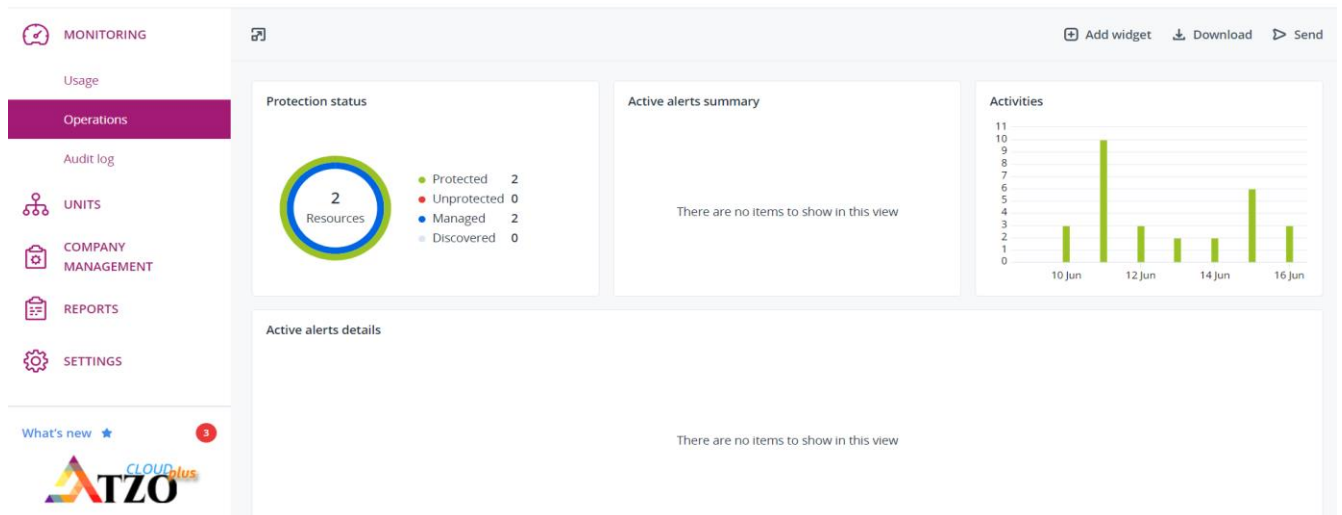 MONITORING
Usage
Operations
Audit log
UNITS
COMPANY
MANAGEMENT
REPORTS
SETTINGS
What's new
3
CLOUDplus
ATZO
Add widget
Download
Send
Protection status
2
Resources
Protected 2
Unprotected 0
Managed 2
Discovered 0
Active alerts summary
There are no items to show in this view
Activities
11
10
9
8
7
6
5
4
3
2
1
0
10 Jun 12 Jun 14 Jun 16 Jun
Active alerts details
There are no items to show in this view